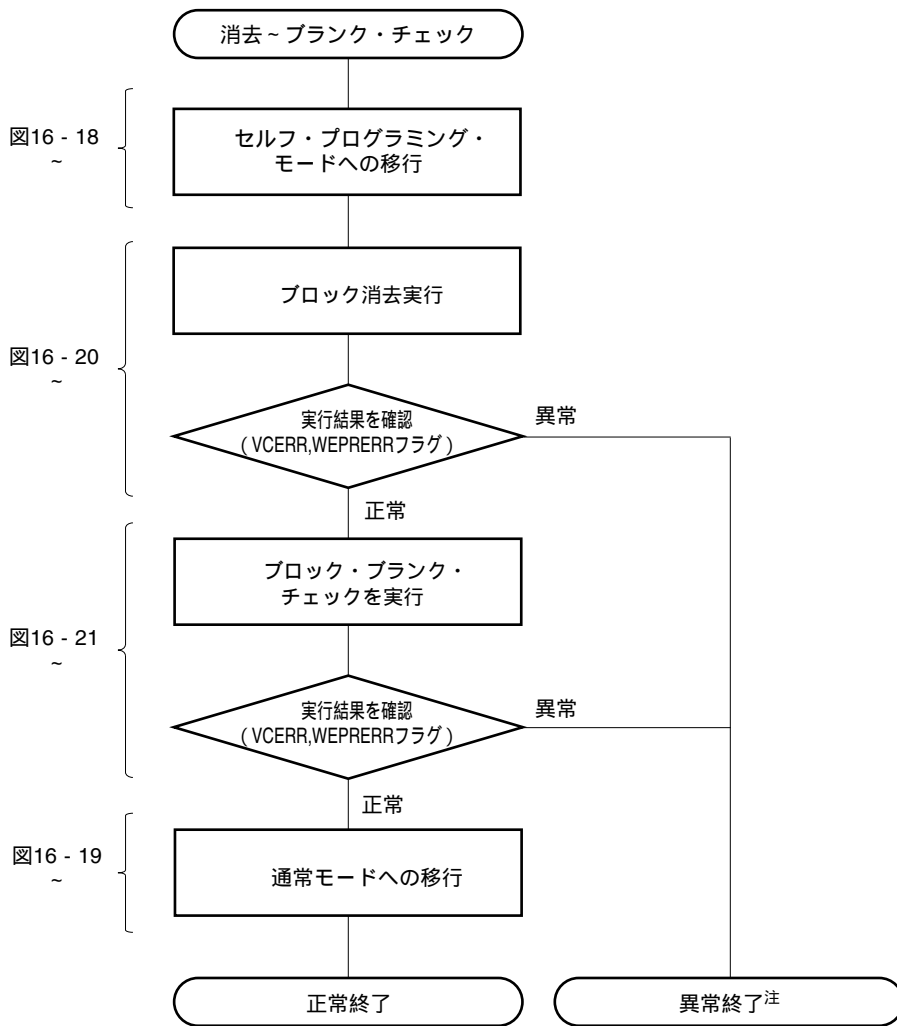 消去~ブランク・チェック
図16 - 18
~
セルフ・プログラミング・
モードへの移行
ブロック消去実行
図16 - 20
~
実行結果を確認
( VCERR,WEPRERRフラグ )
異常
正常
ブロック・ブランク・
チェックを実行
図16 - 21
~
実行結果を確認
( VCERR,WEPRERRフラグ )
異常
正常
図16 - 19
~
通常モードへの移行
正常終了
異常終了注